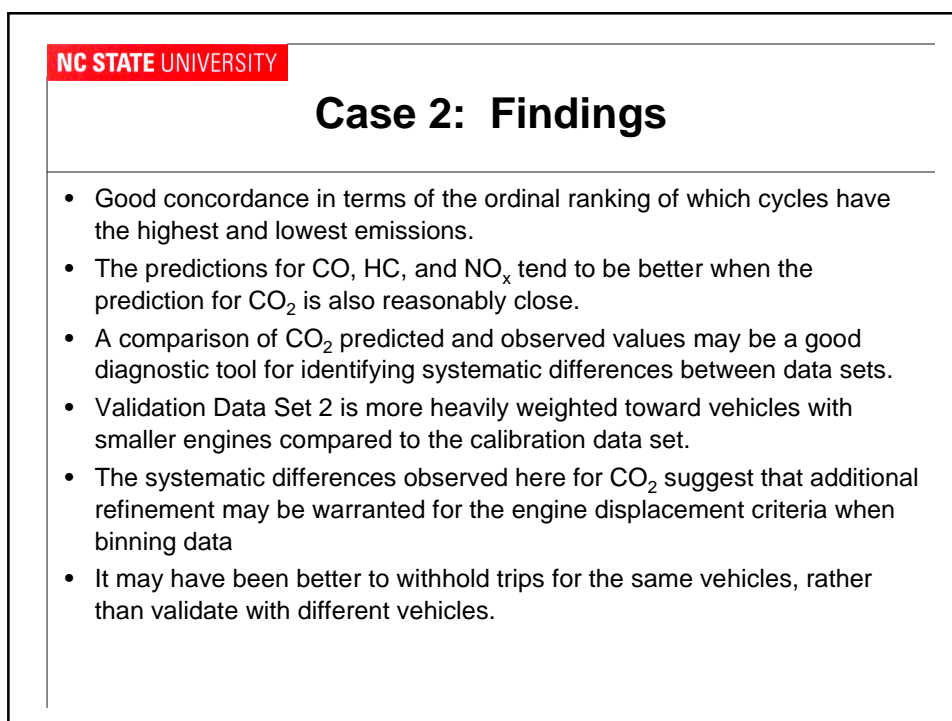 NC STATE UNIVERSITY
Case 2: Findings
• Good concordance in terms of the ordinal ranking of which cycles have
the highest and lowest emissions.
• The predictions for CO, HC, and NOx tend to be better when the
prediction for CO2 is also reasonably close.
• A comparison of CO2 predicted and observed values may be a good
diagnostic tool for identifying systematic differences between data sets.
• Validation Data Set 2 is more heavily weighted toward vehicles with
smaller engines compared to the calibration data set.
• The systematic differences observed here for CO2 suggest that additional
refinement may be warranted for the engine displacement criteria when
binning data
• It may have been better to withhold trips for the same vehicles, rather
than validate with different vehicles.